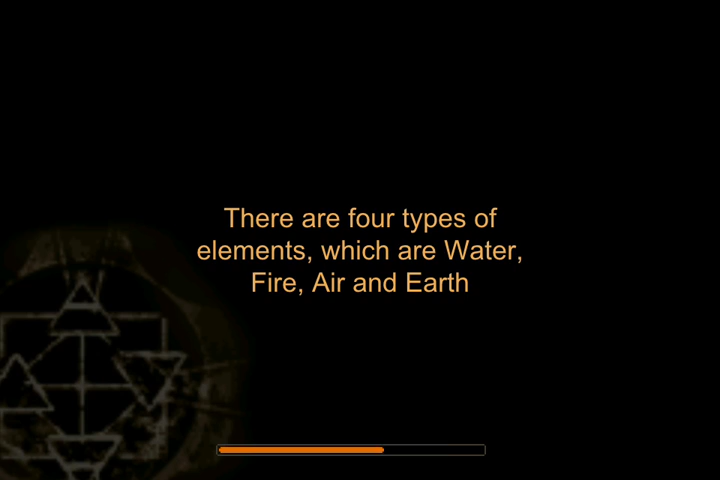 There are four types of
elements, which are Water,
Fire, Air and Earth